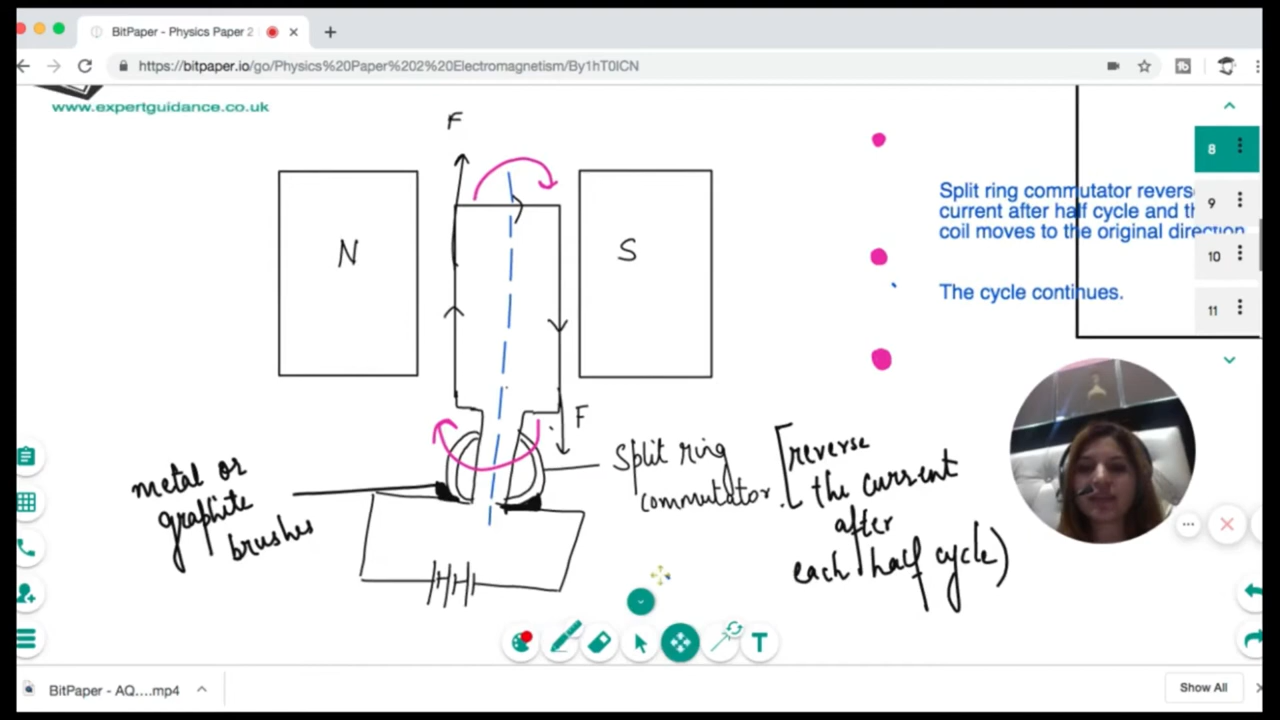 BitPaper - Physics Paper 2
https://bitpaper.io/go/Physics%20Paper%202%20Electromagnetism/By1hT0ICN
www.expertguidance.co.uk
F
N
S
F
Split ring commutator revers
current after half cycle and th
coil moves to the original direction
The cycle continues.
8
9
10
11
metal or
graphite
brushes
Split ring
commutator
[reverse
the current
after
each half cycle)
T
BitPaper - AQ....mp4
Show All